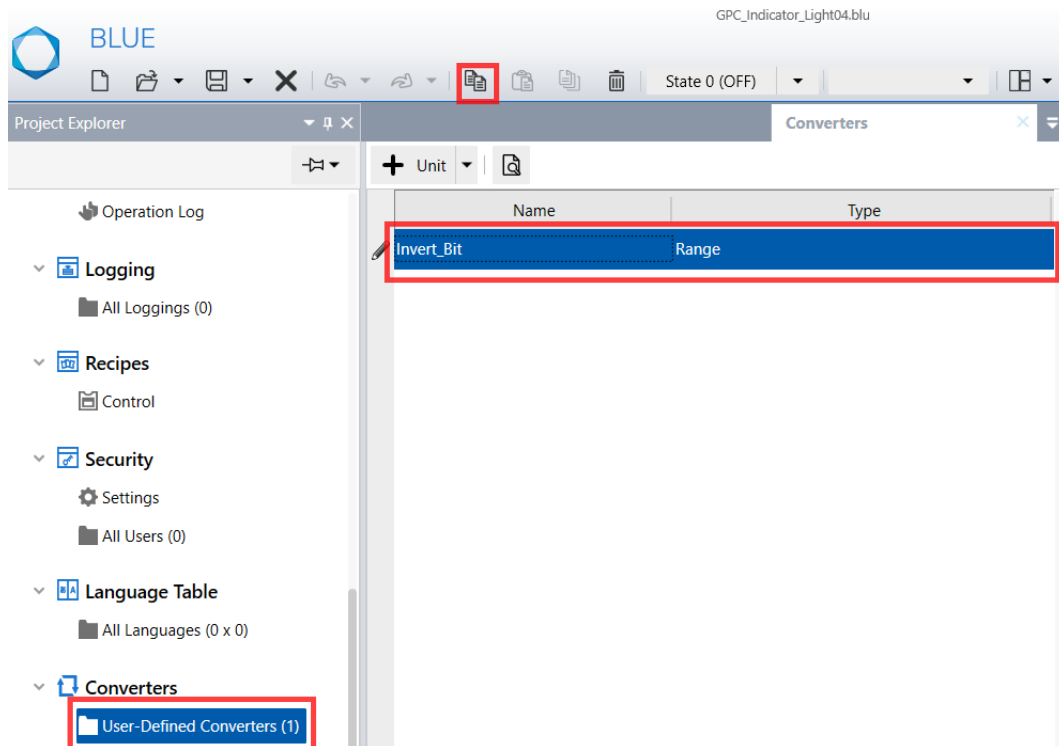 GPC_Indicator_Light04.blu
BLUE
State 0 (OFF)
Project Explorer
Converters
Unit
Name Type
Operation Log
Invert_Bit Range
Logging
All Loggings (0)
Recipes
Control
Security
Settings
All Users (0)
Language Table
All Languages (0 x 0)
Converters
User-Defined Converters (1)